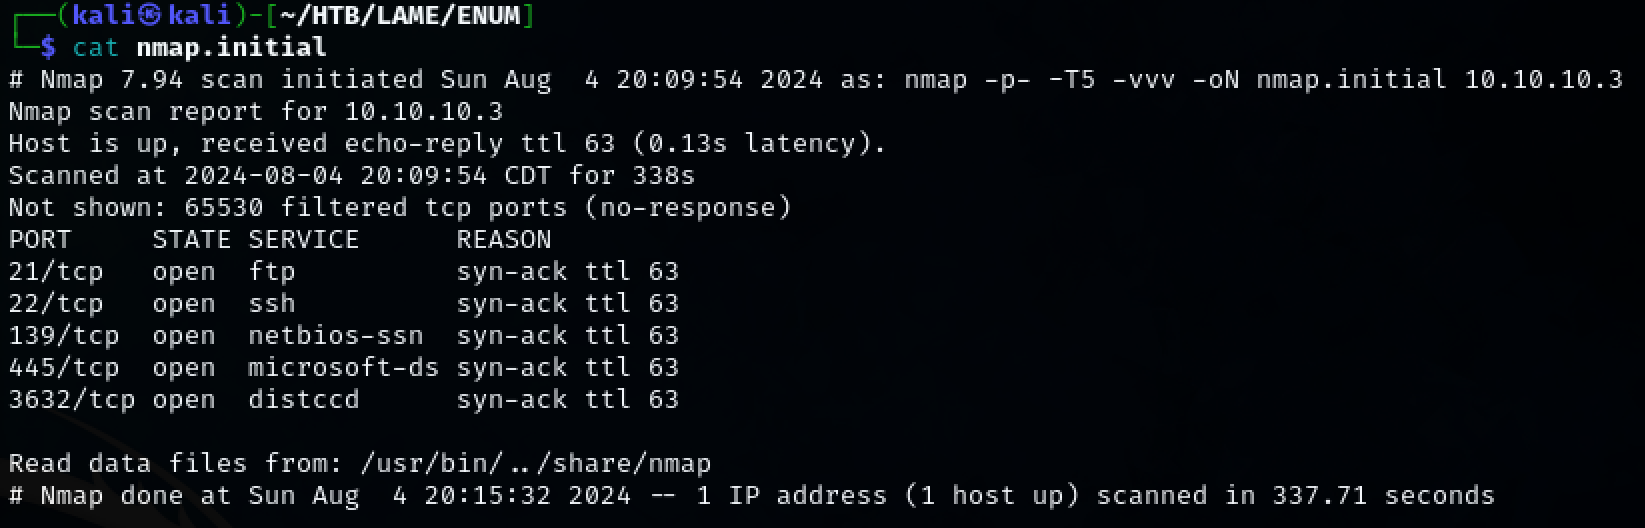 ┌──(kali㉿kali)-[~/HTB/LAME/ENUM]
└─$ cat nmap.initial
# Nmap 7.94 scan initiated Sun Aug  4 20:09:54 2024 as: nmap -p- -T5 -vvv -oN nmap.initial 10.10.10.3
Nmap scan report for 10.10.10.3
Host is up, received echo-reply ttl 63 (0.13s latency).
Scanned at 2024-08-04 20:09:54 CDT for 338s
Not shown: 65530 filtered tcp ports (no-response)
PORT     STATE SERVICE      REASON
21/tcp   open  ftp          syn-ack ttl 63
22/tcp   open  ssh          syn-ack ttl 63
139/tcp  open  netbios-ssn  syn-ack ttl 63
445/tcp  open  microsoft-ds syn-ack ttl 63
3632/tcp open  distccd      syn-ack ttl 63

Read data files from: /usr/bin/../share/nmap
# Nmap done at Sun Aug  4 20:15:32 2024 -- 1 IP address (1 host up) scanned in 337.71 seconds